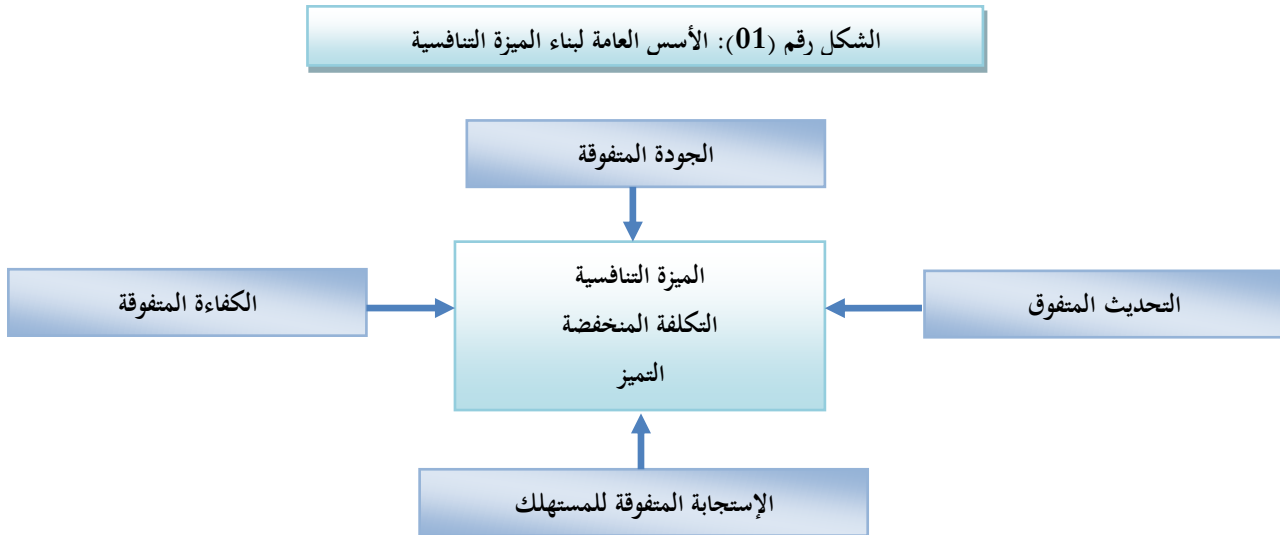 الشكل رقم (01): الأسس العامة لبناء الميزة التنافسية
الجودة المتفوقة
التحديث المتفوق
الميزة التنافسية
التكلفة المنخفضة
التميز
الكفاءة المتفوقة
الإستجابة المتفوقة للمستهلك